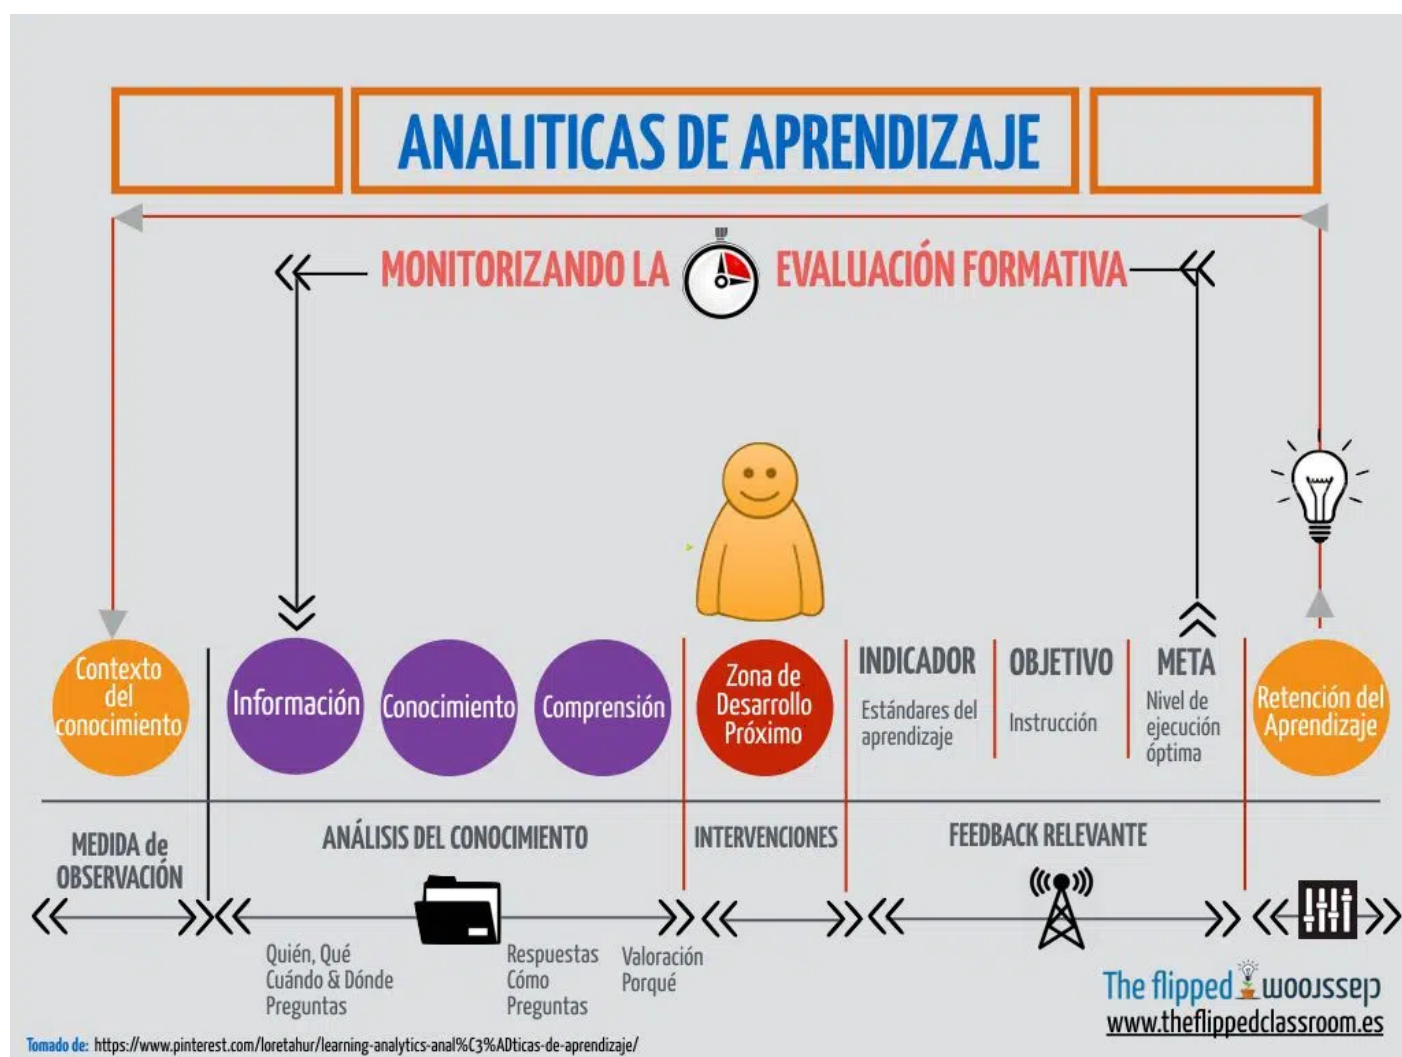 ANALITICAS DE APRENDIZAJE
MONITORIZANDO LA EVALUACIÓN FORMATIVA
Contexto
del
conocimiento
Información
Conocimiento
Comprensión
Zona de
Desarrollo
Próximo
INDICADOR
Estándares del
aprendizaje
OBJETIVO
Instrucción
META
Nivel de
ejecución
óptima
Retención del
Aprendizaje
MEDIDA de
OBSERVACIÓN
ANÁLISIS DEL CONOCIMIENTO
INTERVENCIONES
FEEDBACK RELEVANTE
Quién, Qué
Cuándo & Dónde
Preguntas
Respuestas
Cómo
Preguntas
Valoración
Porqué
The flipped classroom
www.theflippedclassroom.es
Tomado de: https://www.pinterest.com/loretahur/learning-analytics-anal%C3%ADticas-de-aprendizaje/